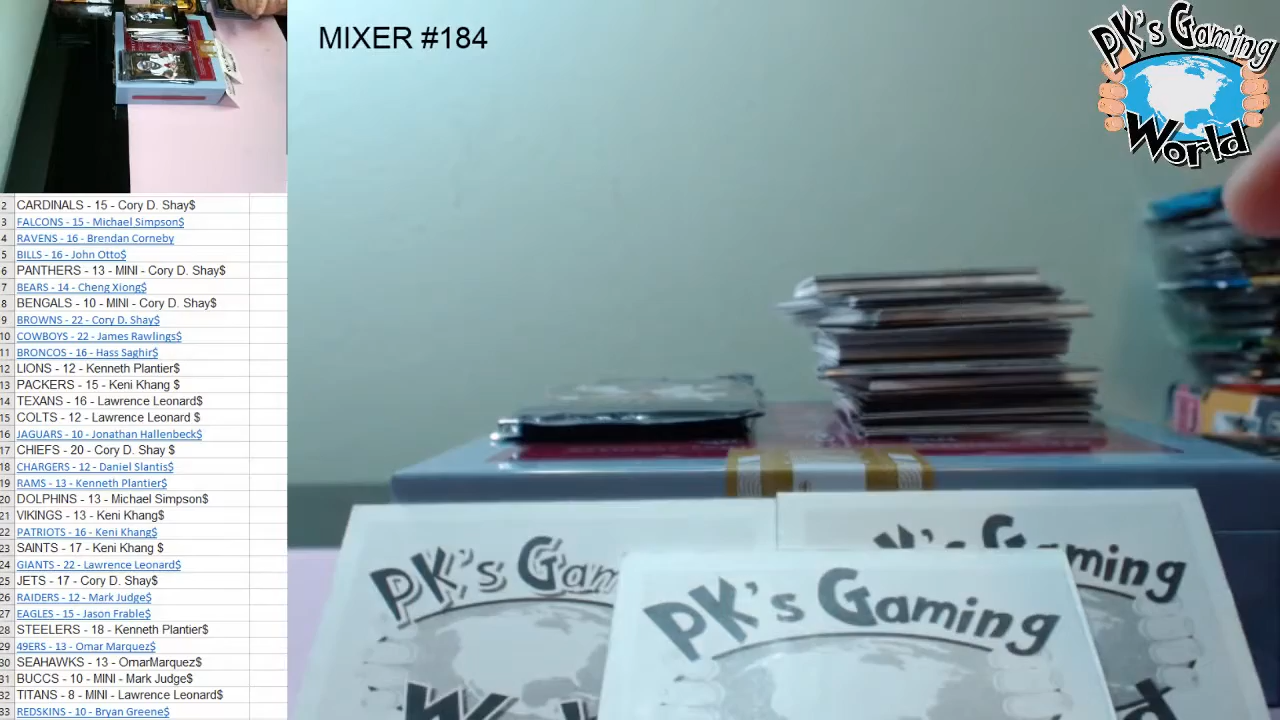 MIXER #184
PK's Gaming
World
2 CARDINALS - 15 - Cory D. Shay$
3 FALCONS - 15 - Michael Simpson$
4 RAVENS - 16 - Brendan Corneby
5 BILLS - 16 - John Otto$
6 PANTHERS - 13 - MINI - Cory D. Shay$
7 BEARS - 14 - Cheng Xiong$
8 BENGALS - 10 - MINI - Cory D. Shay$
9 BROWNS - 22 - Cory D. Shay$
10 COWBOYS - 22 - James Rawlings$
11 BRONCOS - 16 - Hass Saghir$
12 LIONS - 12 - Kenneth Plantier$
13 PACKERS - 15 - Keni Khang $
14 TEXANS - 16 - Lawrence Leonard$
15 COLTS - 12 - Lawrence Leonard $
16 JAGUARS - 10 - Jonathan Hallenbeck$
17 CHIEFS - 20 - Cory D. Shay $
18 CHARGERS - 12 - Daniel Slantis$
19 RAMS - 13 - Kenneth Plantier$
20 DOLPHINS - 13 - Michael Simpson$
21 VIKINGS - 13 - Keni Khang$
22 PATRIOTS - 16 - Keni Khang$
23 SAINTS - 17 - Keni Khang $
24 GIANTS - 22 - Lawrence Leonard$
25 JETS - 17 - Cory D. Shay$
26 RAIDERS - 12 - Mark Judge$
27 EAGLES - 15 - Jason Frable$
28 STEELERS - 18 - Kenneth Plantier$
29 49ERS - 13 - Omar Marquez$
30 SEAHAWKS - 13 - OmarMarquez$
31 BUCCS - 10 - MINI - Mark Judge$
32 TITANS - 8 - MINI - Lawrence Leonard$
33 REDSKINS - 10 - Bryan Greene$
PK's Gam
K's Gaming
PK's Gaming